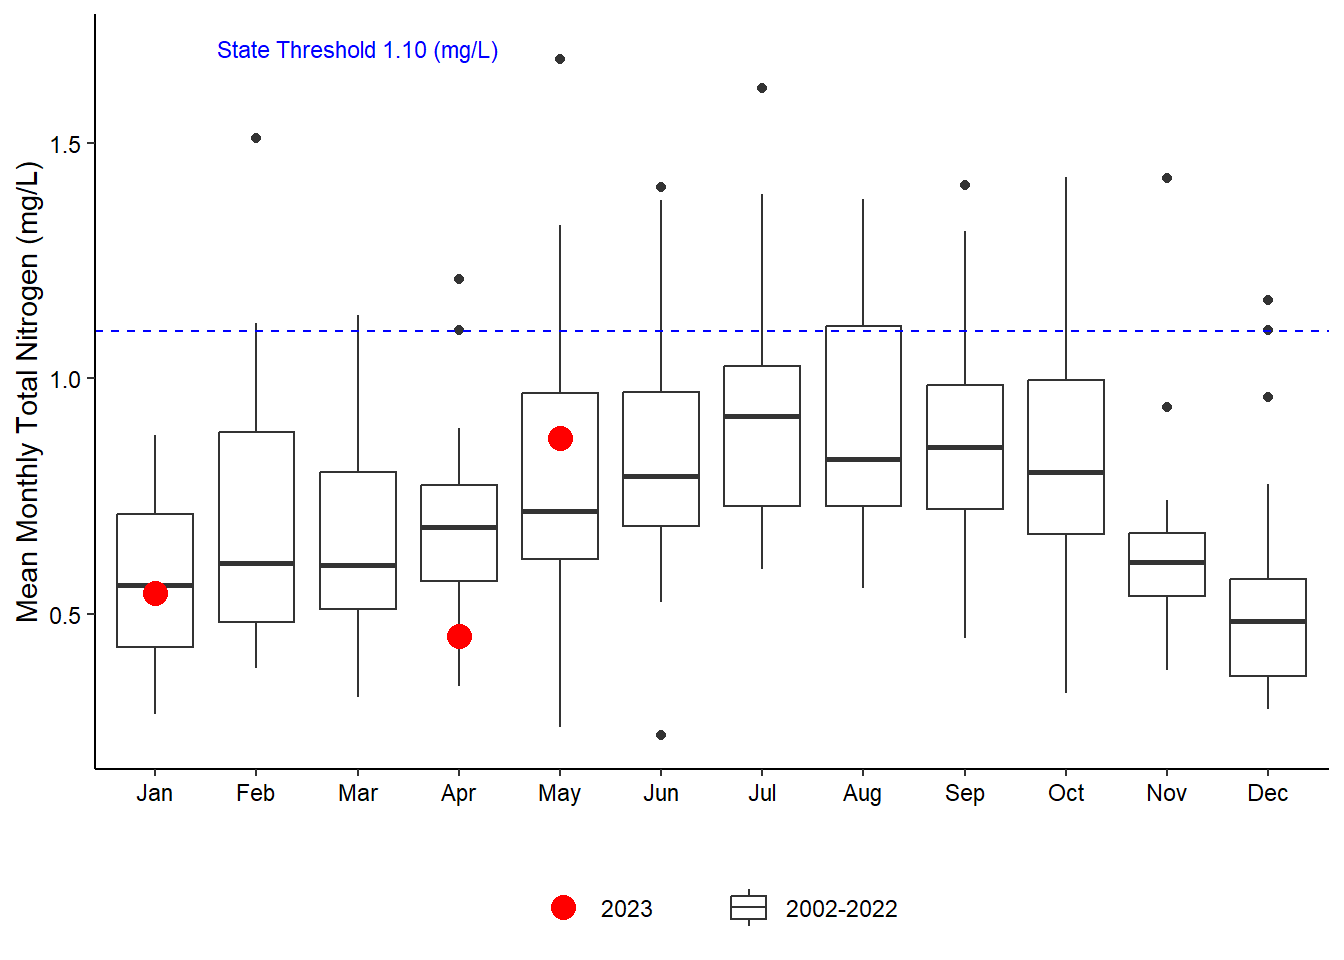 State Threshold 1.10 (mg/L)
Mean Monthly Total Nitrogen (mg/L)
1.5
1.0
0.5
Jan Feb Mar Apr May Jun Jul Aug Sep Oct Nov Dec
2023 2002-2022